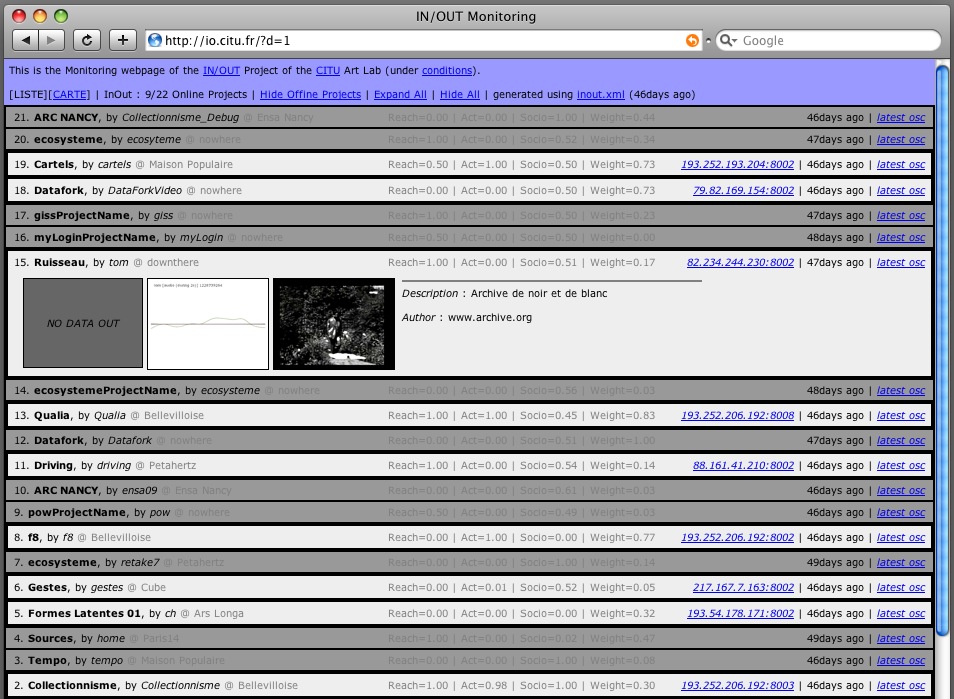 IN/OUT Monitoring
http://io.citu.fr/?d=1
Google
This is the Monitoring webpage of the IN/OUT Project of the CITU Art Lab (under conditions).
[LISTE][CARTE] | InOut : 9/22 Online Projects | Hide Offine Projects | Expand All | Hide All | generated using inout.xml (46days ago)
21. ARC NANCY, by Collectionnisme_Debug @ Ensa Nancy Reach=0.00 | Act=0.00 | Socio=1.00 | Weight=0.44 46days ago | latest osc
20. ecosysteme, by ecosyteme @ nowhere Reach=1.00 | Act=0.00 | Socio=0.52 | Weight=0.34 47days ago | latest osc
19. Cartels, by cartels @ Maison Populaire Reach=0.50 | Act=1.00 | Socio=0.50 | Weight=0.73 193.252.193.204:8002 | 46days ago | latest osc
18. Datafork, by DataForkVideo @ nowhere Reach=0.00 | Act=0.00 | Socio=0.50 | Weight=0.73 79.82.169.154:8002 | 46days ago | latest osc
17. gissProjectName, by giss @ nowhere Reach=1.00 | Act=0.00 | Socio=0.50 | Weight=0.23 47days ago | latest osc
16. myLoginProjectName, by myLogin @ nowhere Reach=0.50 | Act=0.00 | Socio=0.50 | Weight=0.00 48days ago | latest osc
15. Ruisseau, by tom @ downthere Reach=1.00 | Act=0.00 | Socio=0.51 | Weight=0.17 82.234.244.230:8002 | 47days ago | latest osc
NO DATA OUT
Description : Archive de noir et de blanc
Author : www.archive.org
14. ecosystemeProjectName, by ecosysteme @ nowhere Reach=0.00 | Act=0.00 | Socio=0.56 | Weight=0.03 48days ago | latest osc
13. Qualia, by Qualia @ Bellevilloise Reach=1.00 | Act=1.00 | Socio=0.45 | Weight=0.83 193.252.206.192:8008 | 46days ago | latest osc
12. Datafork, by Datafork @ nowhere Reach=0.00 | Act=0.00 | Socio=0.51 | Weight=1.00 47days ago | latest osc
11. Driving, by driving @ Petahertz Reach=1.00 | Act=1.00 | Socio=0.54 | Weight=0.14 88.161.41.210:8002 | 46days ago | latest osc
10. ARC NANCY, by ensa09 @ Ensa Nancy Reach=0.00 | Act=0.00 | Socio=0.61 | Weight=0.03 46days ago | latest osc
9. powProjectName, by pow @ nowhere Reach=0.50 | Act=0.00 | Socio=0.49 | Weight=0.03 46days ago | latest osc
8. f8, by f8 @ Bellevilloise Reach=0.00 | Act=1.00 | Socio=0.00 | Weight=0.77 193.252.206.192:8002 | 46days ago | latest osc
7. ecosysteme, by retake7 @ Petahertz Reach=0.00 | Act=0.00 | Socio=1.00 | Weight=0.14 49days ago | latest osc
6. Gestes, by gestes @ Cube Reach=0.00 | Act=0.01 | Socio=0.52 | Weight=0.05 217.167.7.163:8002 | 46days ago | latest osc
5. Formes Latentes 01, by ch @ Ars Longa Reach=0.00 | Act=0.00 | Socio=0.00 | Weight=0.32 193.54.178.171:8002 | 46days ago | latest osc
4. Sources, by home @ Paris14 Reach=1.00 | Act=0.00 | Socio=0.02 | Weight=0.47 49days ago | latest osc
3. Tempo, by tempo @ Maison Populaire Reach=0.00 | Act=0.00 | Socio=1.00 | Weight=0.08 46days ago | latest osc
2. Collectionnisme, by Collectionnisme @ Bellevilloise Reach=1.00 | Act=0.98 | Socio=1.00 | Weight=0.30 193.252.206.192:8003 | 46days ago | latest osc